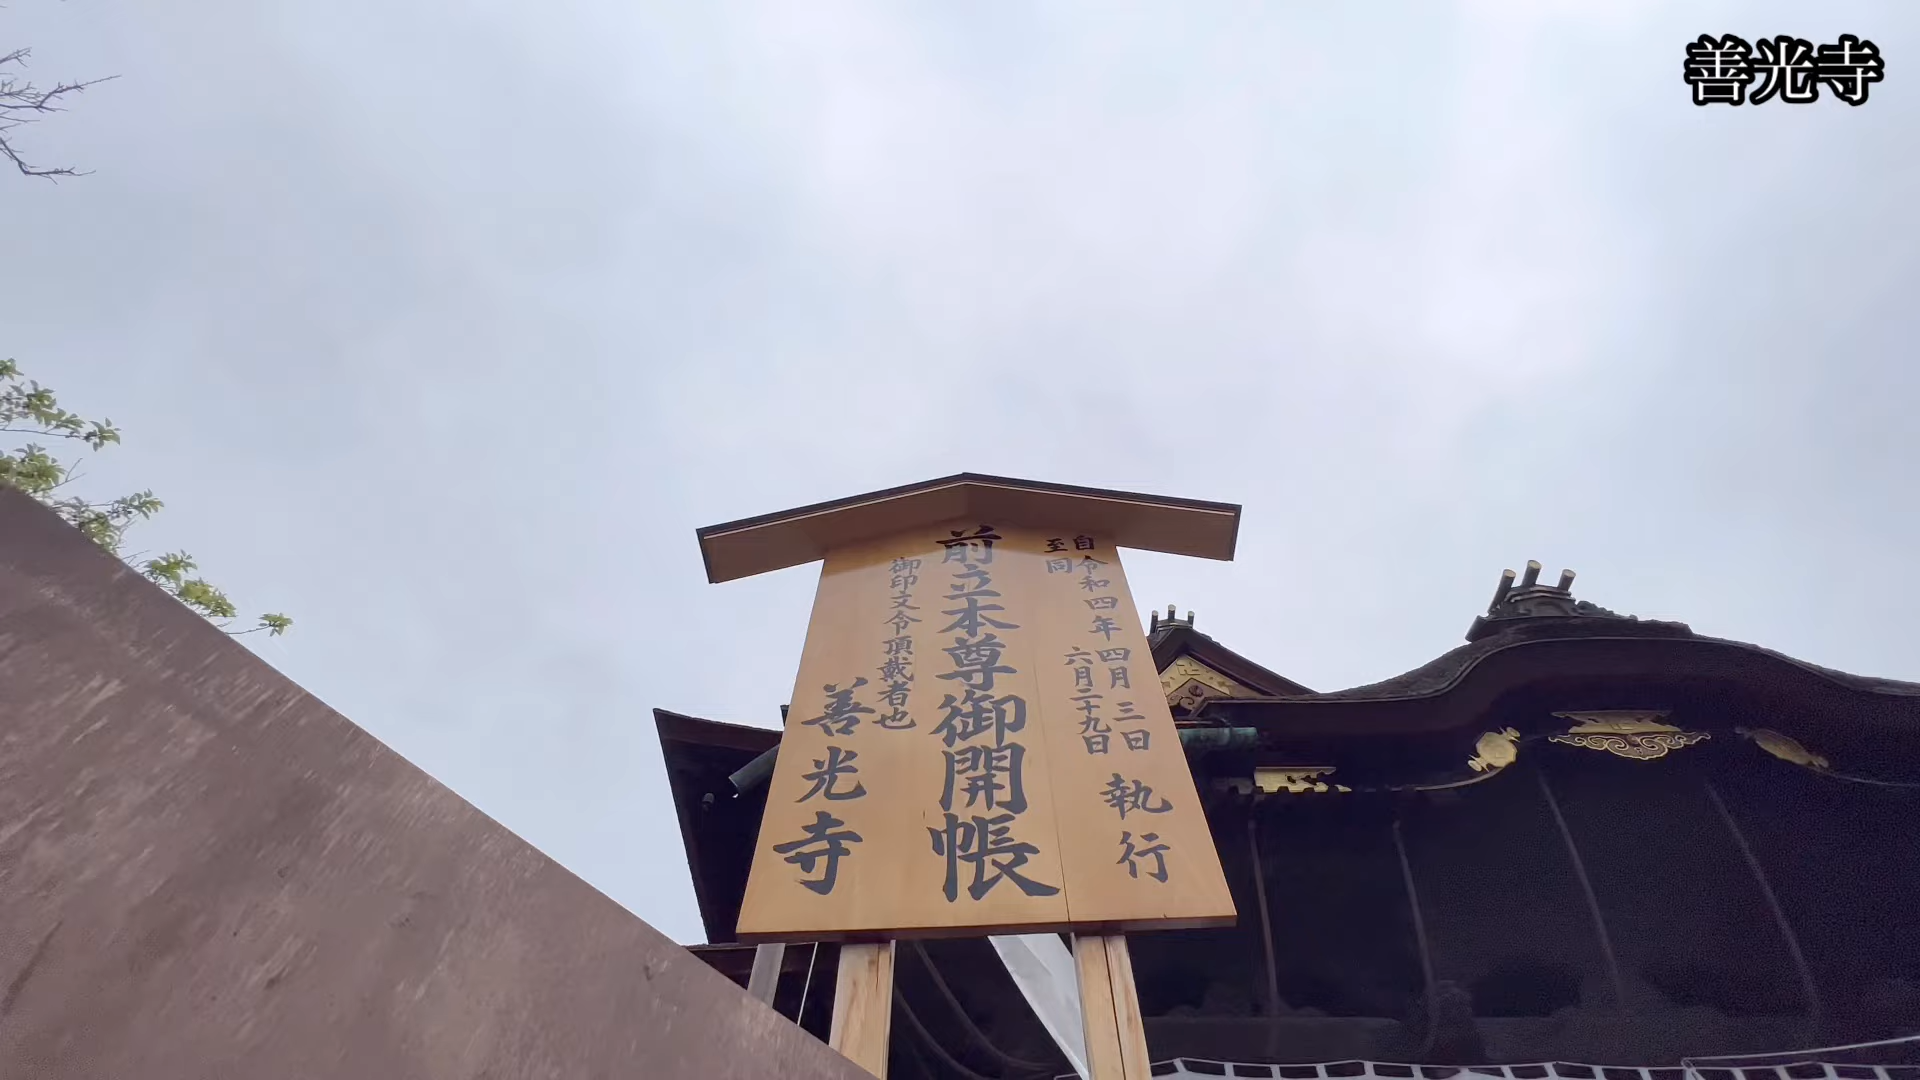 善光寺
自令和四年四月三日
至同六月二十九日
執行
前立本尊御開帳
御印文令頂戴者也
善光寺